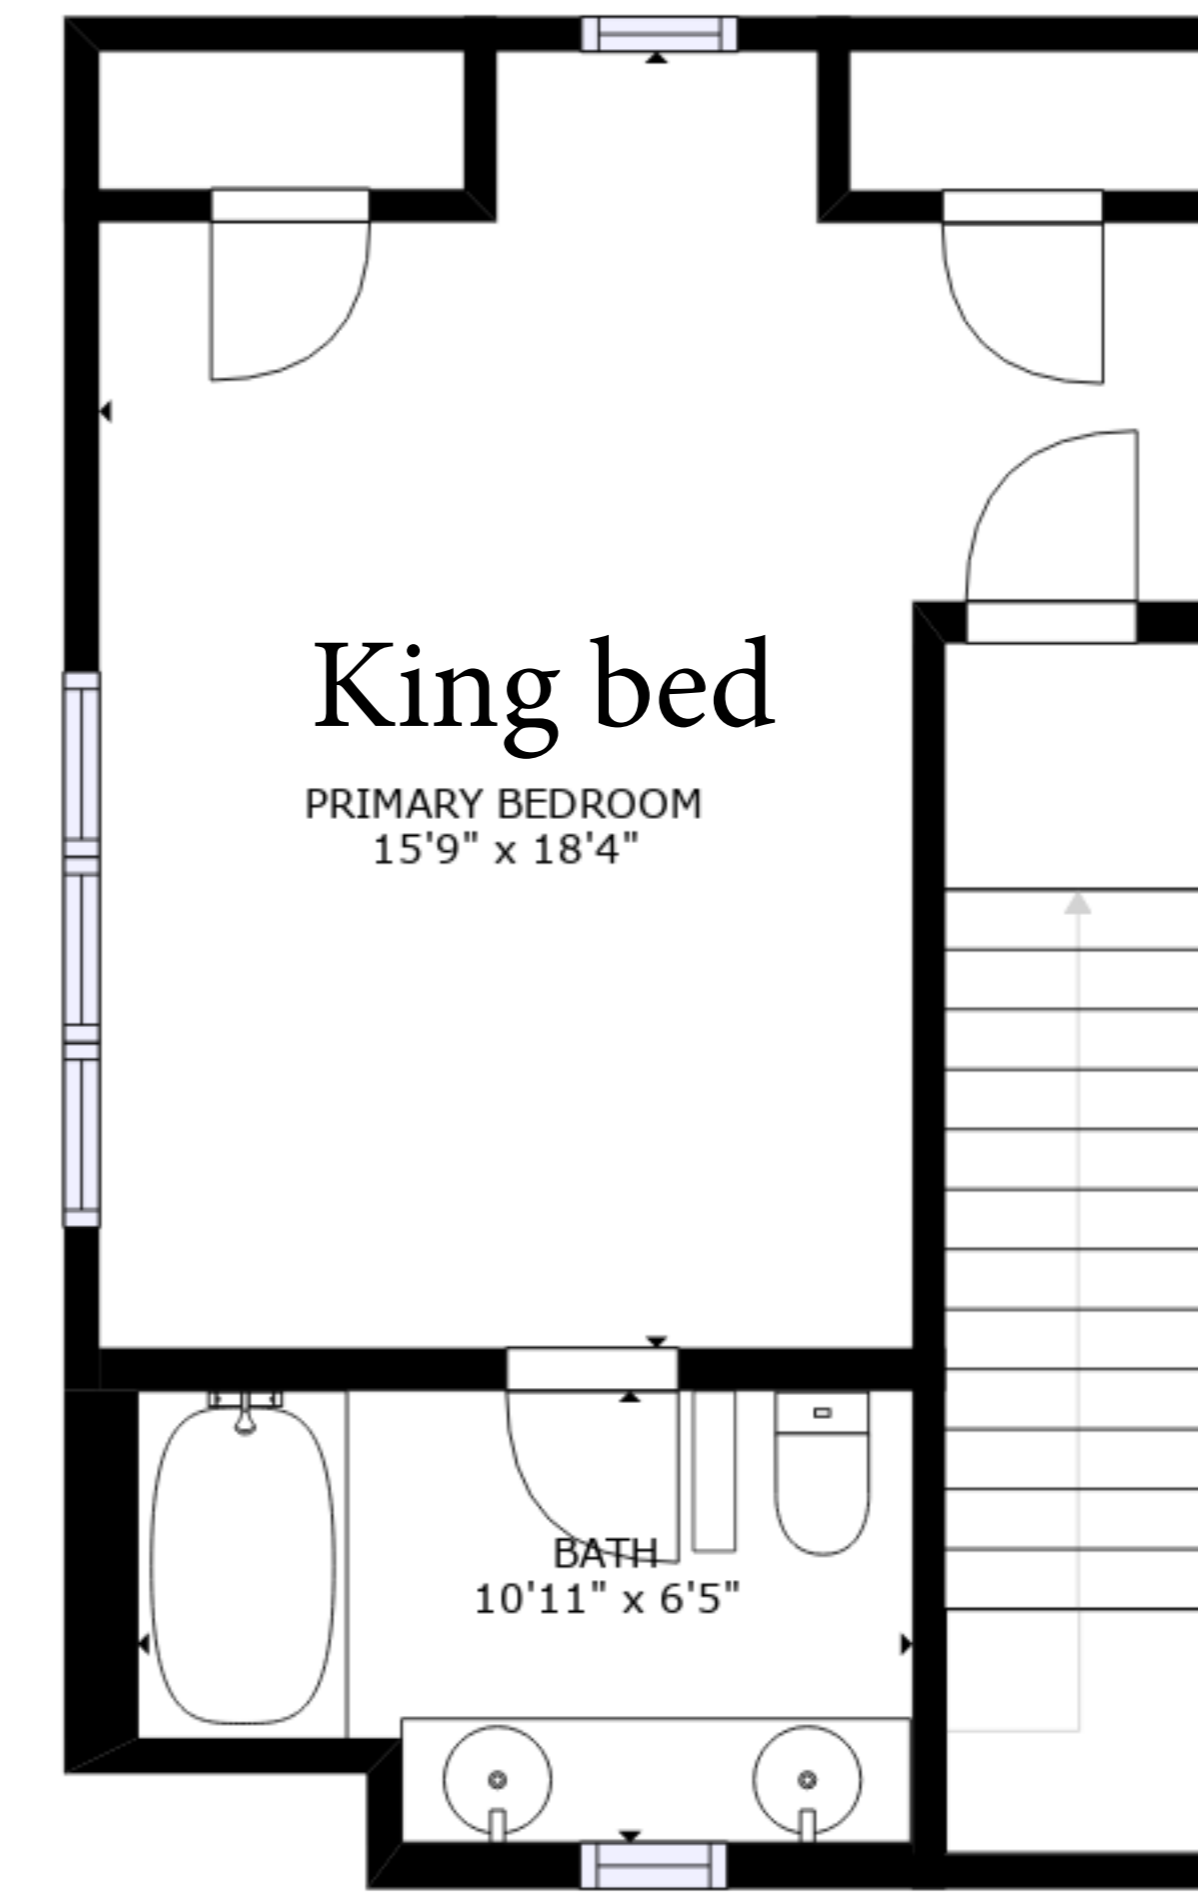 King bed
PRIMARY BEDROOM
15'9" x 18'4"
BATH
10'11" x 6'5"